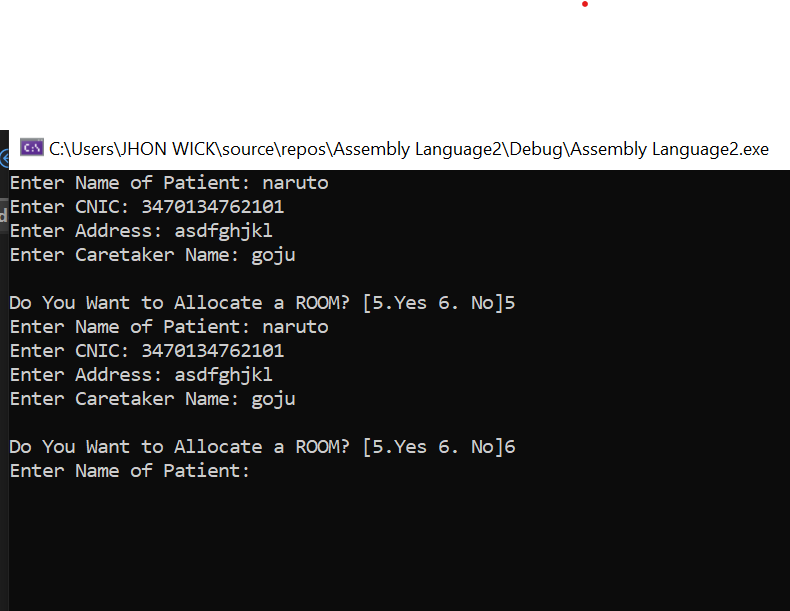 C:\Users\JHON WICK\source\repos\Assembly Language2\Debug\Assembly Language2.exe
Enter Name of Patient: naruto
Enter CNIC: 3470134762101
Enter Address: asdfghjkl
Enter Caretaker Name: goju
Do You Want to Allocate a ROOM? [5.Yes 6. No]5
Enter Name of Patient: naruto
Enter CNIC: 3470134762101
Enter Address: asdfghjkl
Enter Caretaker Name: goju
Do You Want to Allocate a ROOM? [5.Yes 6. No]6
Enter Name of Patient: